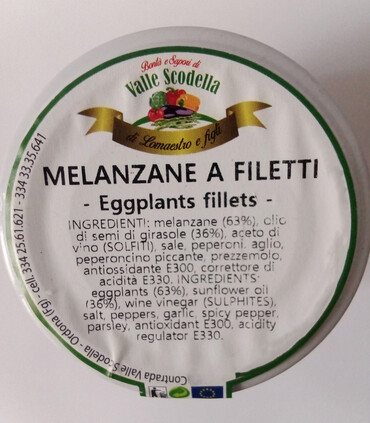 Bontà e Sapori di
Valle Scodella
di Lomaestro e figli
MELANZANE A FILETTI
- Eggplants fillets -
INGREDIENTI: melanzane (63%), olio
di semi di girasole (36%), aceto di
vino (SOLFITI), sale, peperoni, aglio,
peperoncino piccante, prezzemolo,
antiossidante E300, correttore di
acidità E330. INGREDIENTS:
eggplants (63%), sunflower oil
(36%), wine vinegar (SULPHITES),
salt, peppers, garlic, spicy pepper,
parsley, antioxidant E300, acidity
regulator E330.
Contrada Valle Scodella - Ordona (Fg) - cell. 334 25.61.621 - 334.33.35.641